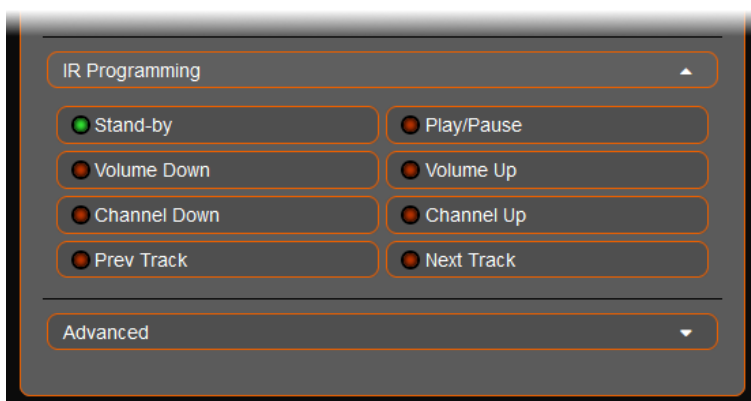 IR Programming
Stand-by
Play/Pause
Volume Down
Volume Up
Channel Down
Channel Up
Prev Track
Next Track
Advanced